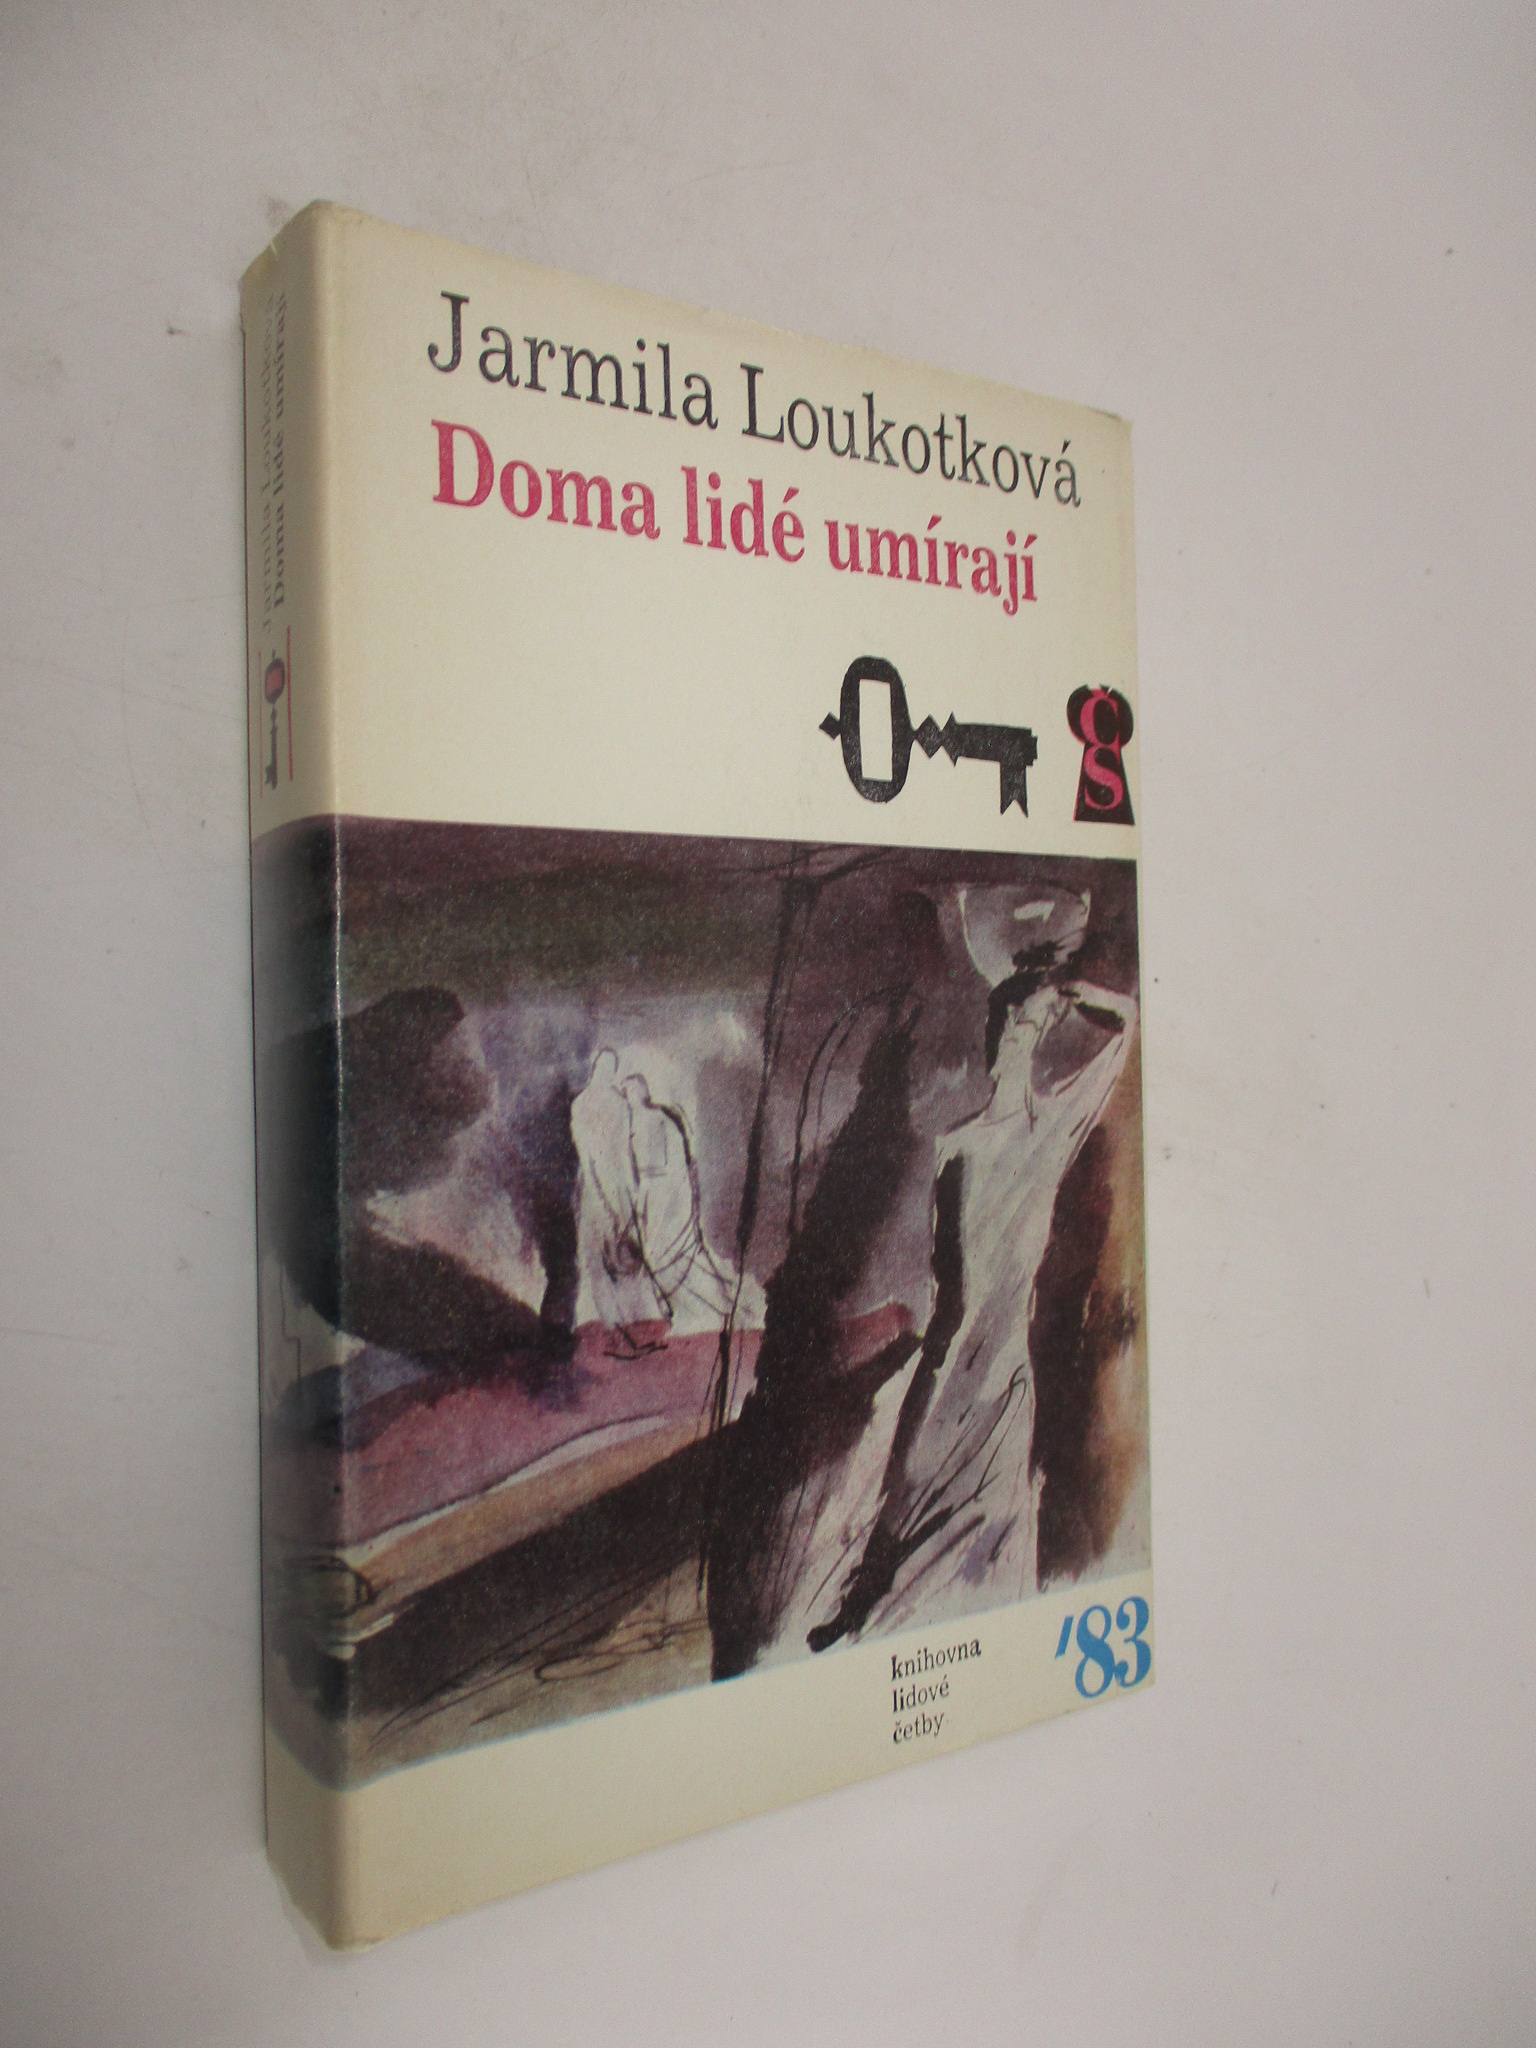 Jarmila Loukotková
Doma lidé umírají
ČS
knihovna
lidové
četby
'83
Jarmila Loukotková
Doma lidé umírají